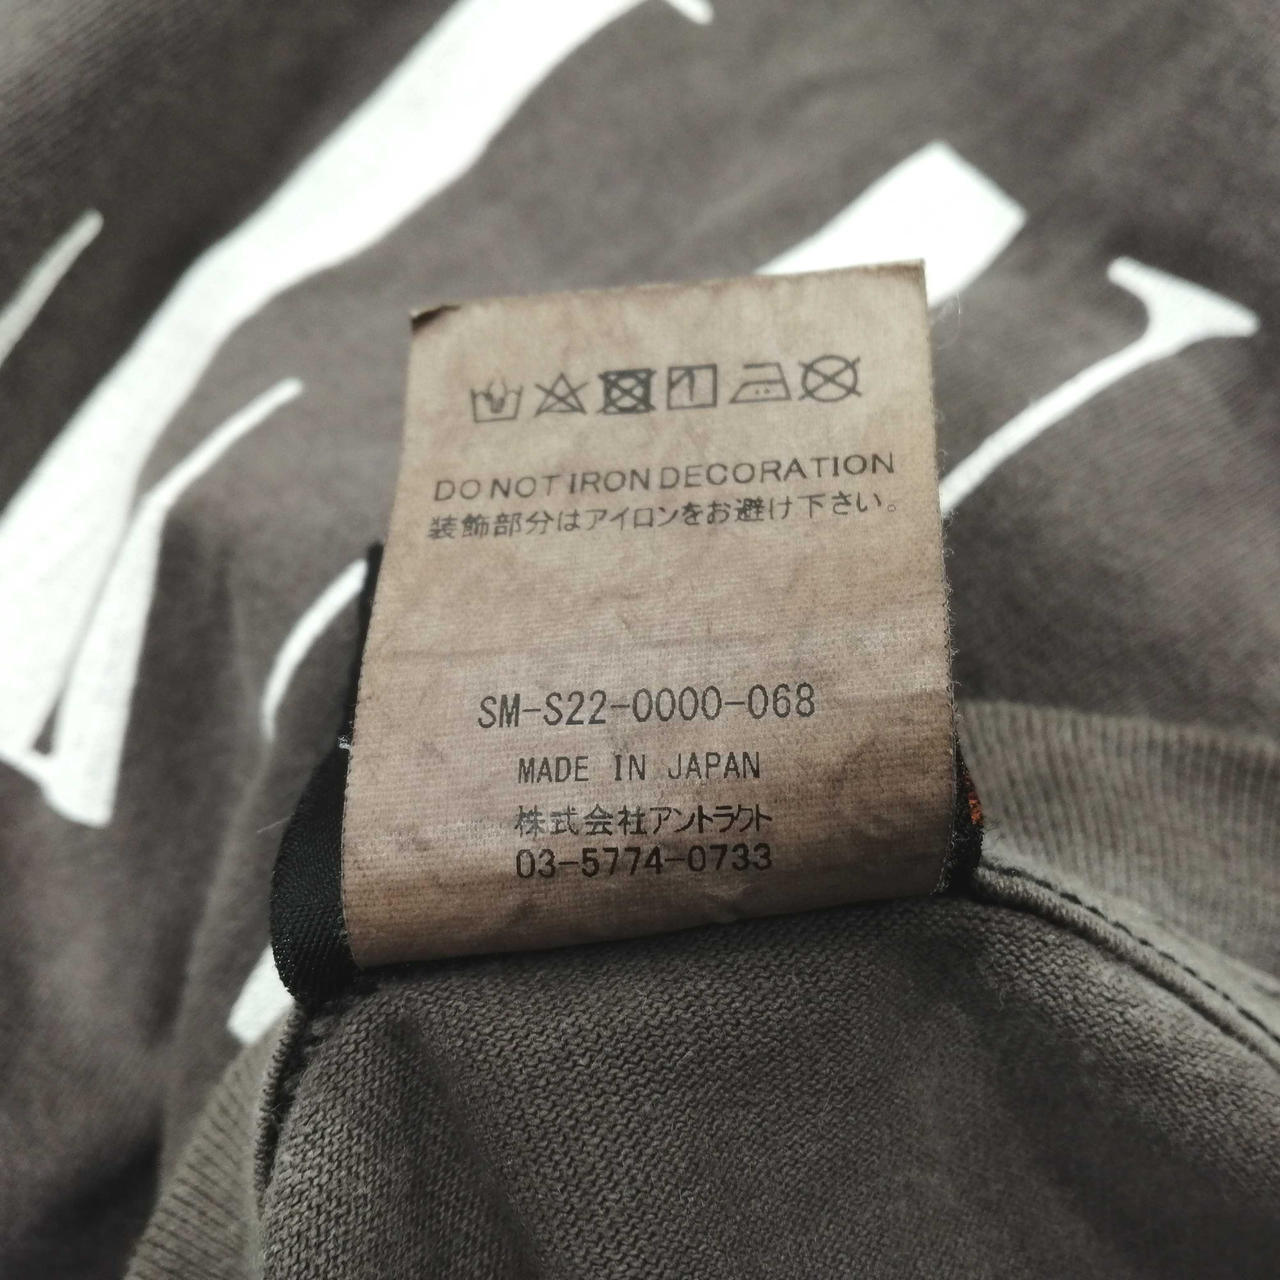 DO NOT IRON DECORATION
装飾部分はアイロンをお避け下さい。
SM-S22-0000-068
MADE IN JAPAN
株式会社アントラクト
03-5774-0733